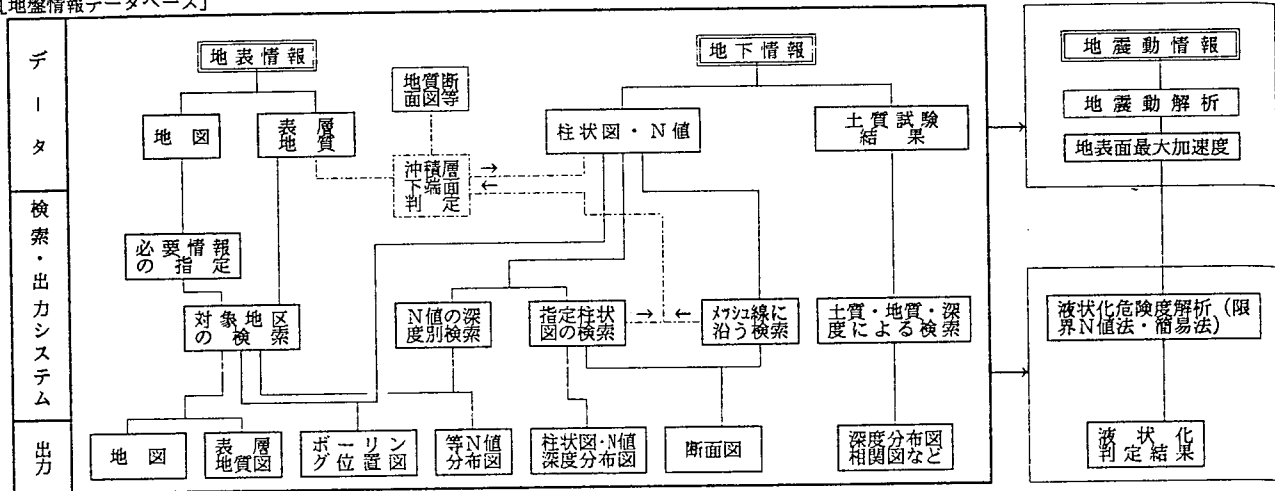 [地盤情報データベース]
データ
地表情報
地下情報
地震動情報
地質断
面図等
地震動解析
地図
表層
地質
柱状図・N値
土質試験
結果
地表面最大加速度
沖積層
下端面
判定
→
←
検索・出力システム
必要情報
の指定
対象地区
の検索
N値の深
度別検索
指定柱状
図の検索
→ ←
メッシュ線に
沿う検索
土質・地質・深
度による検索
液状化危険度解析(限
界N値法・簡易法)
出力
地図
表層
地質図
ボーリン
グ位置図
等N値
分布図
柱状図・N値
深度分布図
断面図
深度分布図
相関図など
液状化
判定結果